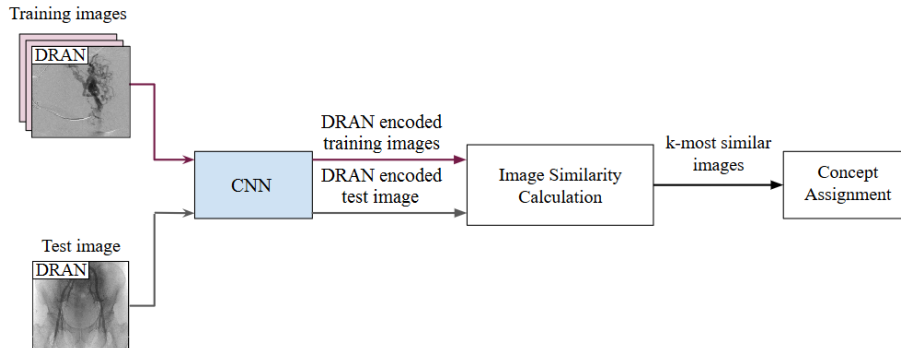 Training images
DRAN
CNN
DRAN encoded
training images
DRAN encoded
test image
Image Similarity
Calculation
k-most similar
images
Concept
Assignment
Test image
DRAN